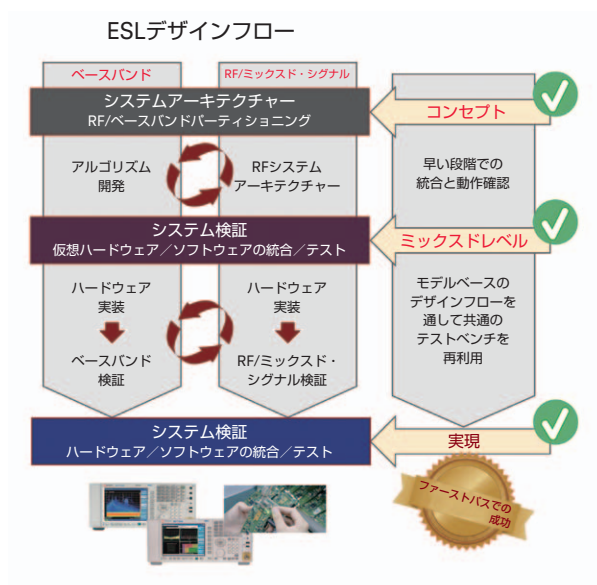 ESLデザインフロー
ベースバンド
RF/ミックスド・シグナル
システムアーキテクチャー
RF/ベースバンドパーティショニング
コンセプト
アルゴリズム
開発
RFシステム
アーキテクチャー
早い段階での
統合と動作確認
システム検証
仮想ハードウェア／ソフトウェアの統合／テスト
ミックスドレベル
ハードウェア
実装
ハードウェア
実装
モデルベースの
デザインフローを
通して共通の
テストベンチを
再利用
ベースバンド
検証
RF/ミックスド・
シグナル検証
システム検証
ハードウェア／ソフトウェアの統合／テスト
実現
ファーストパスでの
成功